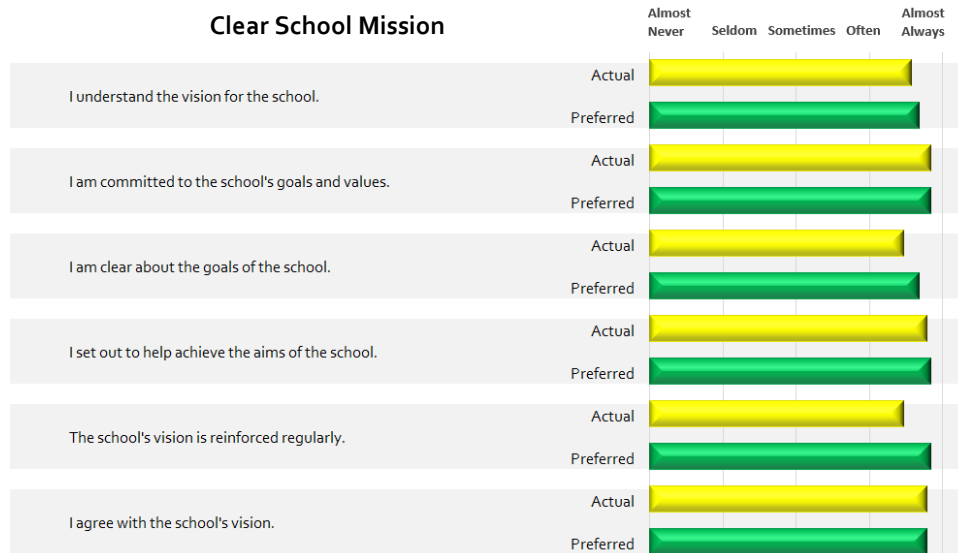 Clear School Mission
Almost Never
Seldom
Sometimes
Often
Almost Always
I understand the vision for the school.
Actual
Preferred
I am committed to the school's goals and values.
Actual
Preferred
I am clear about the goals of the school.
Actual
Preferred
I set out to help achieve the aims of the school.
Actual
Preferred
The school's vision is reinforced regularly.
Actual
Preferred
I agree with the school's vision.
Actual
Preferred